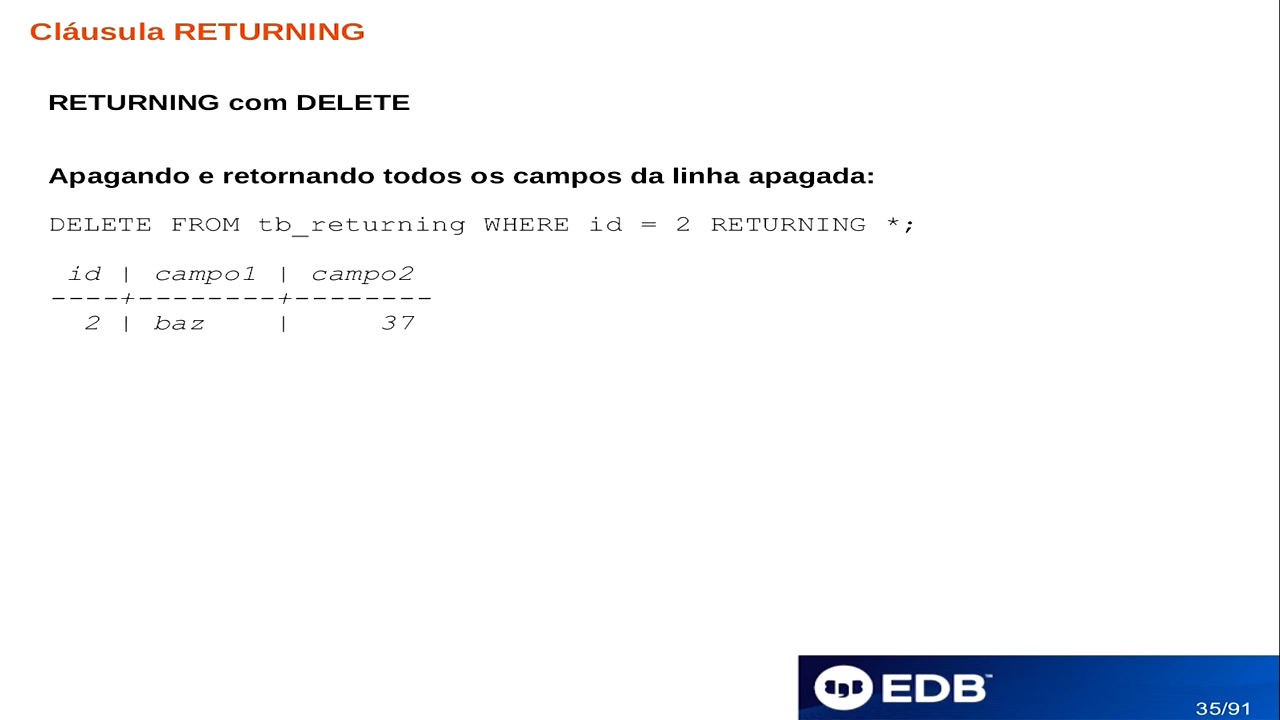 Cláusula RETURNING
RETURNING com DELETE
Apagando e retornando todos os campos da linha apagada:
DELETE FROM tb_returning WHERE id = 2 RETURNING *;
 id | campo1 | campo2
----+--------+--------
  2 | baz    |     37
EDB™
35/91